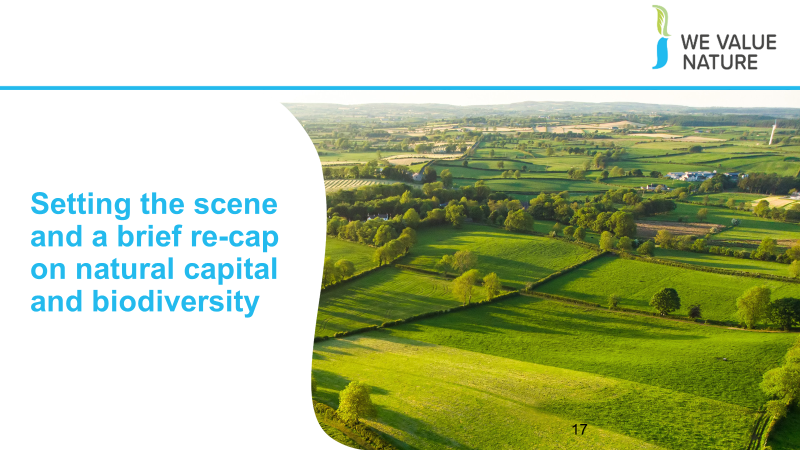 WE VALUE
NATURE
Setting the scene
and a brief re-cap
on natural capital
and biodiversity
17